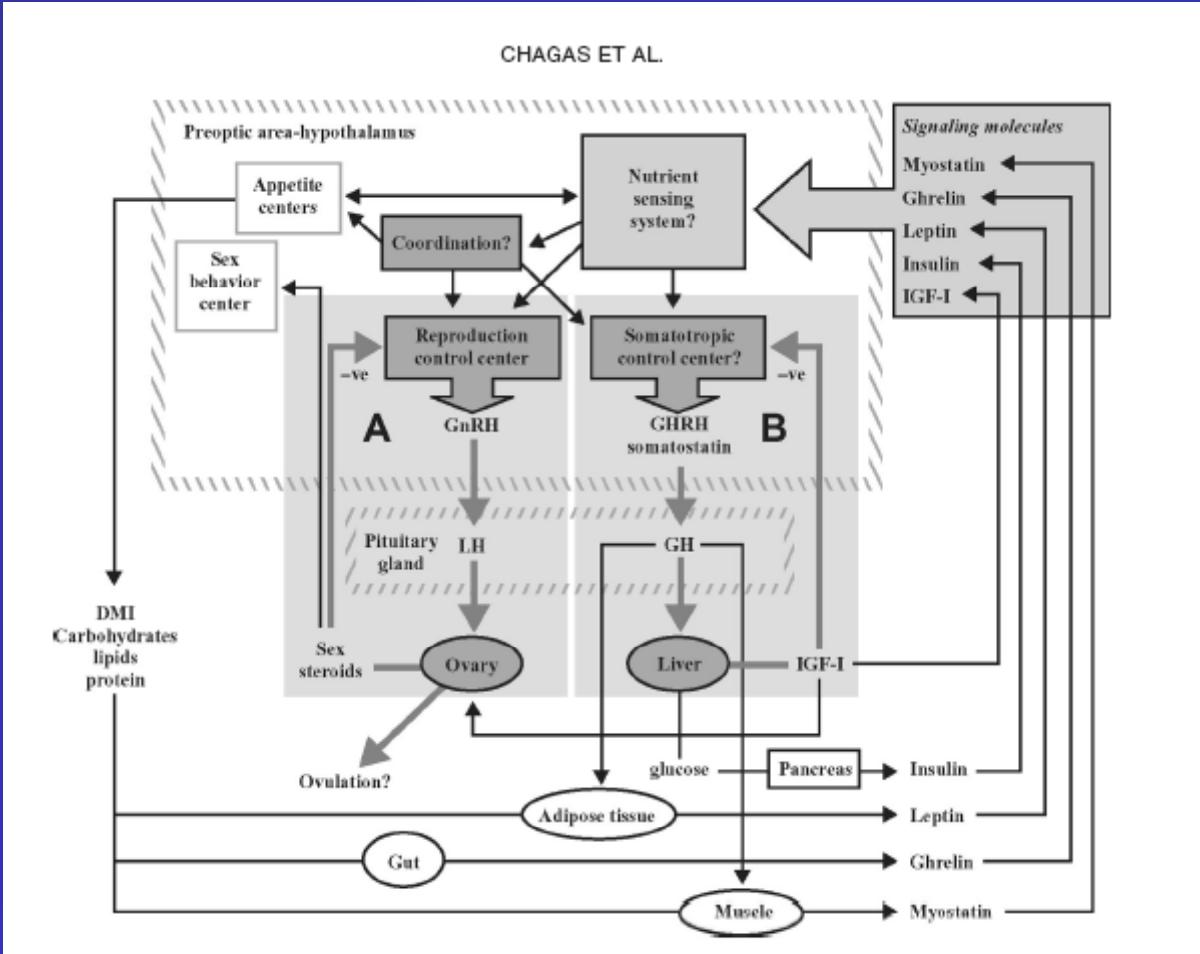 CHAGAS ET AL.
Preoptic area-hypothalamus
Appetite
centers
Sex
behavior
center
Coordination?
Nutrient
sensing
system?
Signaling molecules
Myostatin
Ghrelin
Leptin
Insulin
IGF-I
Reproduction
control center
Somatotropic
control center?
–ve
–ve
A
GnRH
GHRH
somatostatin
B
Pituitary
gland
LH
GH
DMI
Carbohydrates
lipids
protein
Sex
steroids
Ovary
Liver
IGF-I
Ovulation?
glucose
Pancreas
Insulin
Adipose tissue
Leptin
Gut
Ghrelin
Muscle
Myostatin